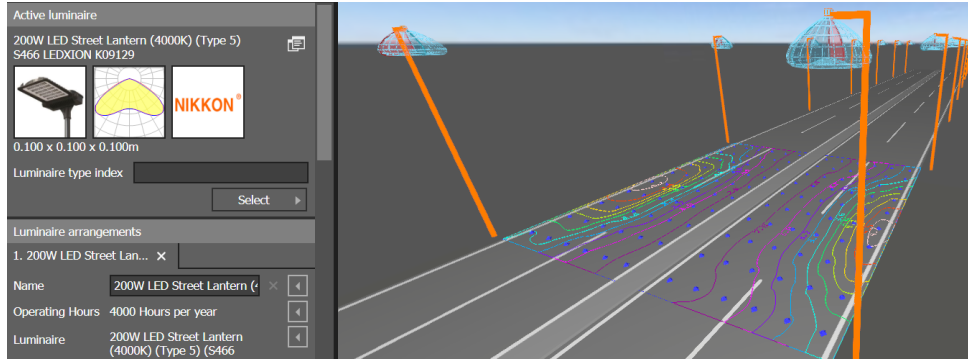 Active luminaire
200W LED Street Lantern (4000K) (Type 5)
S466 LEDXION K09129
NIKKON®
0.100 x 0.100 x 0.100m
Luminaire type index
Select
Luminaire arrangements
1. 200W LED Street Lan...
Name 200W LED Street Lantern (4
Operating Hours 4000 Hours per year
Luminaire 200W LED Street Lantern
(4000K) (Type 5) (S466